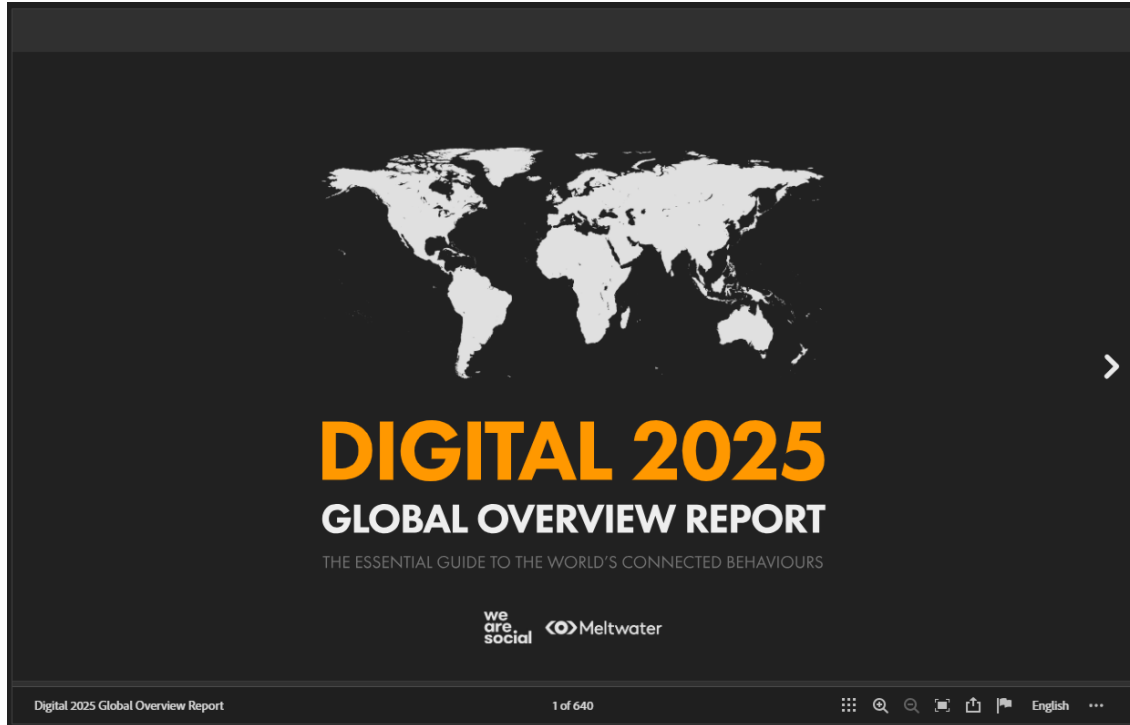 DIGITAL 2025
GLOBAL OVERVIEW REPORT
THE ESSENTIAL GUIDE TO THE WORLD'S CONNECTED BEHAVIOURS
we
are.
social
Meltwater
Digital 2025 Global Overview Report
1 of 640
English